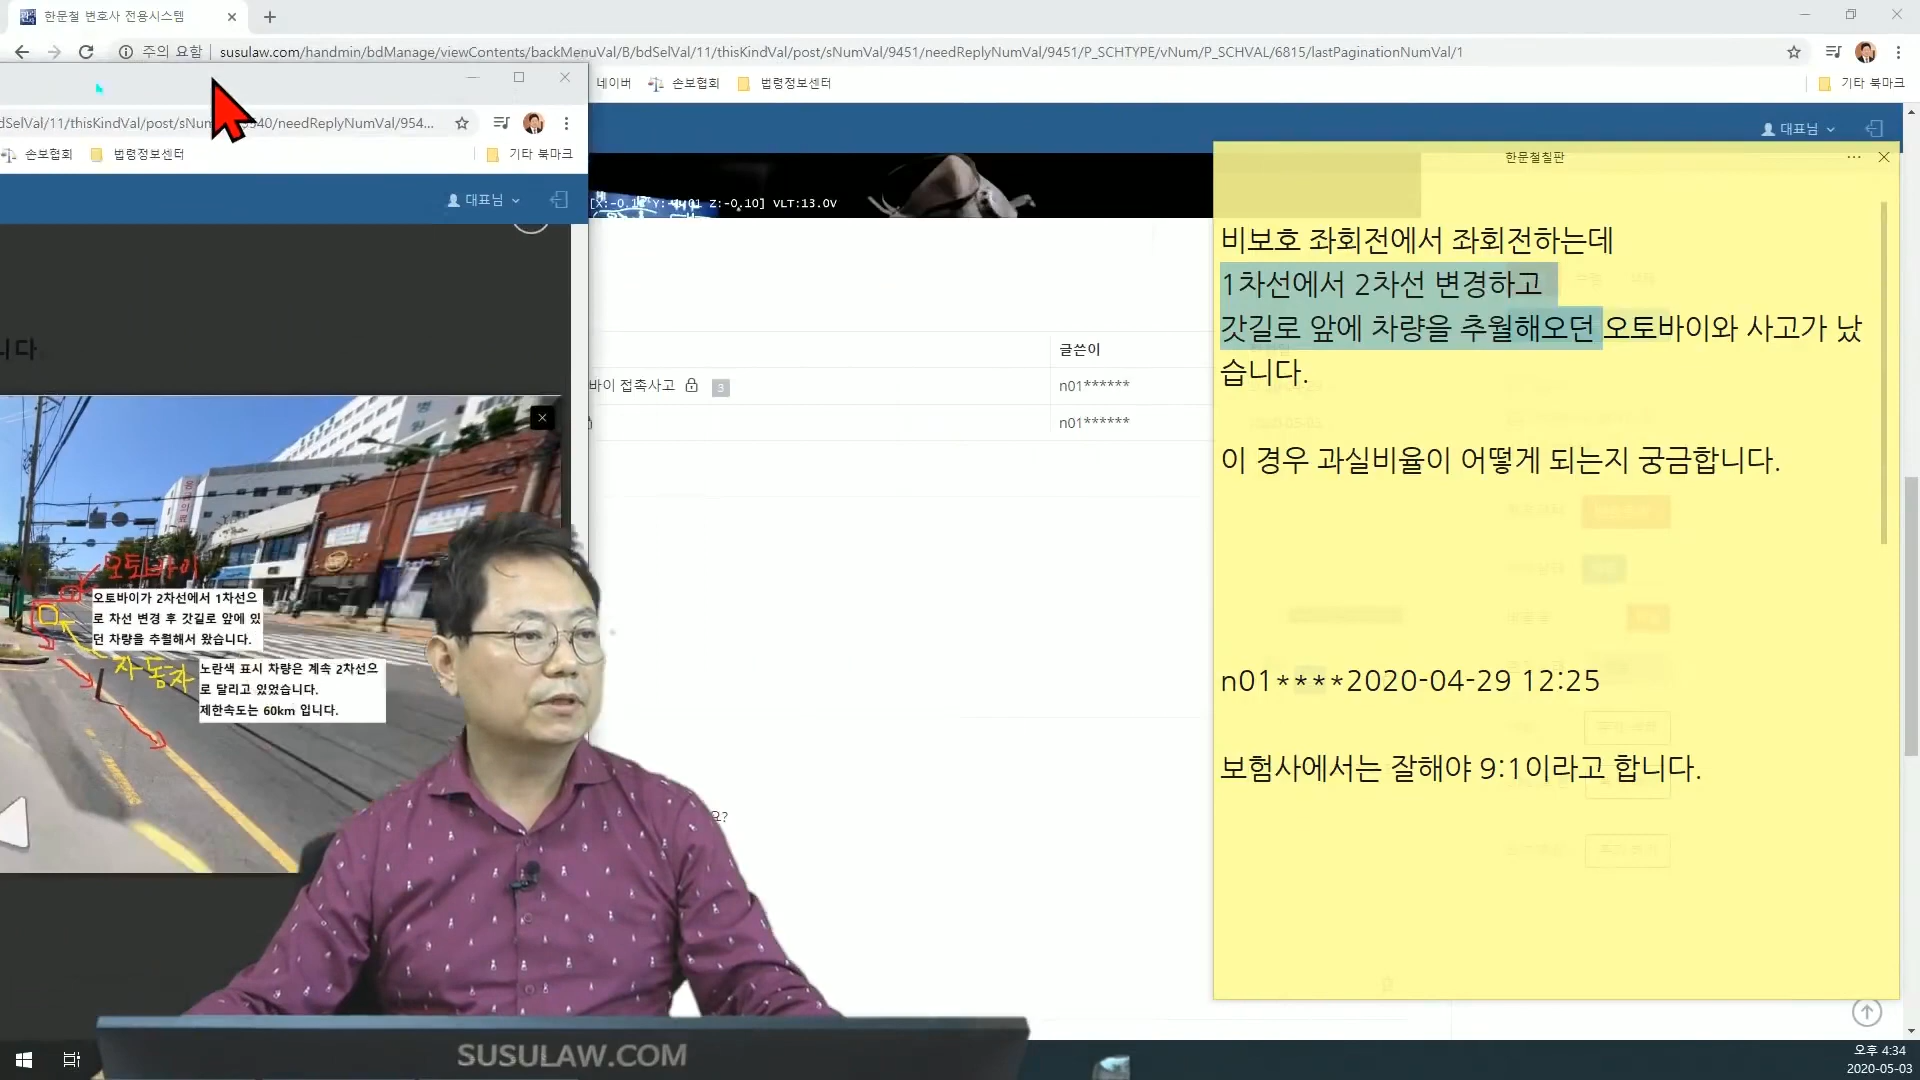 한문철 변호사 전용시스템
주의 요함
susulaw.com/handmin/bdManage/viewContents/backMenuVal/B/bdSelVal/11/thisKindVal/post/sNumVal/9451/needReplyNumVal/9451/P_SCHTYPE/vNum/P_SCHVAL/6815/lastPaginationNumVal/1
네이버 손보협회 법령정보센터 기타 북마크
dSelVal/11/thisKindVal/post/sNum 40/needReplyNumVal/954...
손보협회 법령정보센터 기타 북마크
대표님
대표님
Z:-0.10] VLT:13.0V
니다
글쓴이
바이 접촉사고 3 n01******
n01******
오토바이
오토바이가 2차선에서 1차선으
로 차선 변경 후 갓길로 앞에 있
던 차량을 추월해서 왔습니다.
자동차
노란색 표시 차량은 계속 2차선으
로 달리고 있었습니다.
제한속도는 60km 입니다.
요?
한문철칠판
비보호 좌회전에서 좌회전하는데
1차선에서 2차선 변경하고
갓길로 앞에 차량을 추월해오던 오토바이와 사고가 났
습니다.
이 경우 과실비율이 어떻게 되는지 궁금합니다.
n01****2020-04-29 12:25
보험사에서는 잘해야 9:1이라고 합니다.
SUSULAW.COM
오후 4:34
2020-05-03